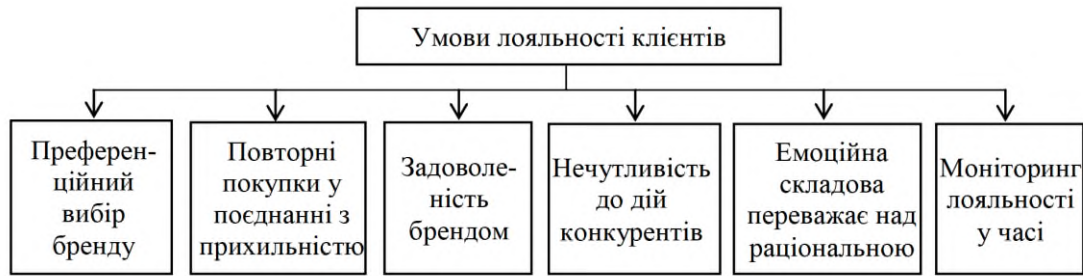 Умови лояльності клієнтів
Преферен-
ційний
вибір
бренду
Повторні
покупки у
поєднанні з
прихильністю
Задоволе-
ність
брендом
Нечутливість
до дій
конкурентів
Емоційна
складова
переважає над
раціональною
Моніторинг
лояльності
у часі